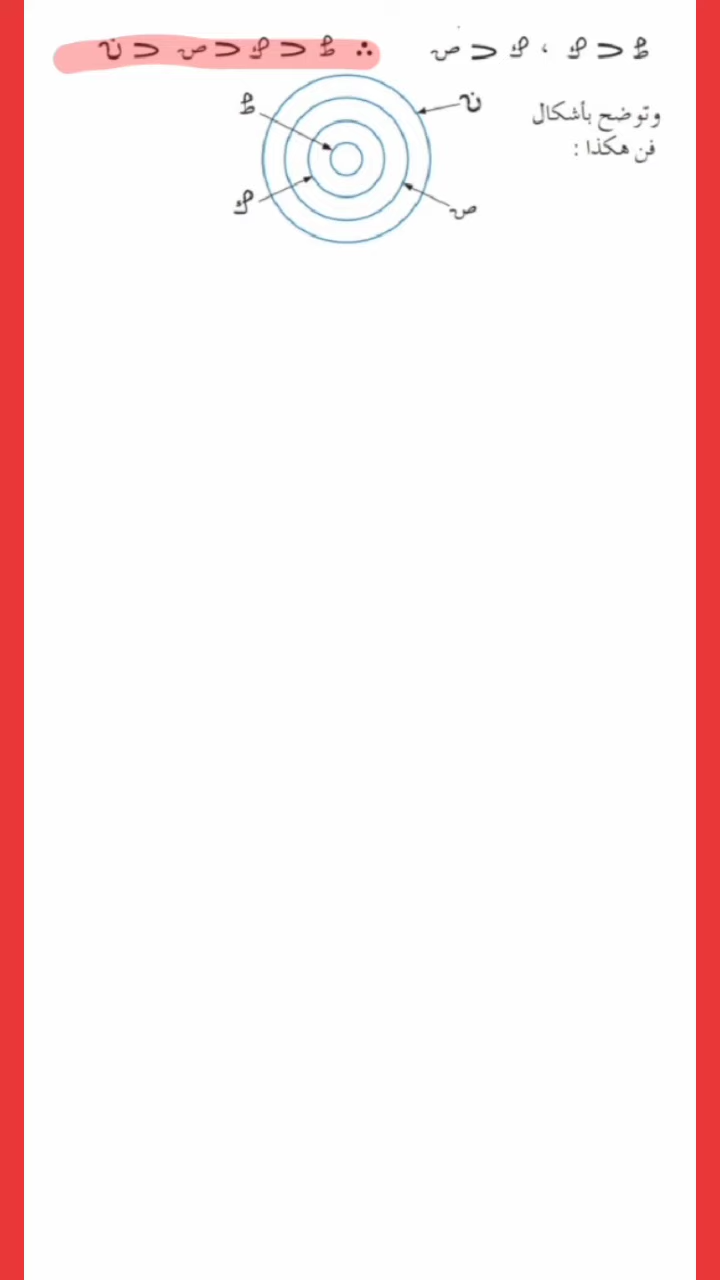 ط ⊂ ك ، ك ⊂ ص ∴ ط ⊂ ك ⊂ ص ⊂ ن
ط
ن
وتوضح بأشكال
فن هكذا :
ك
ص